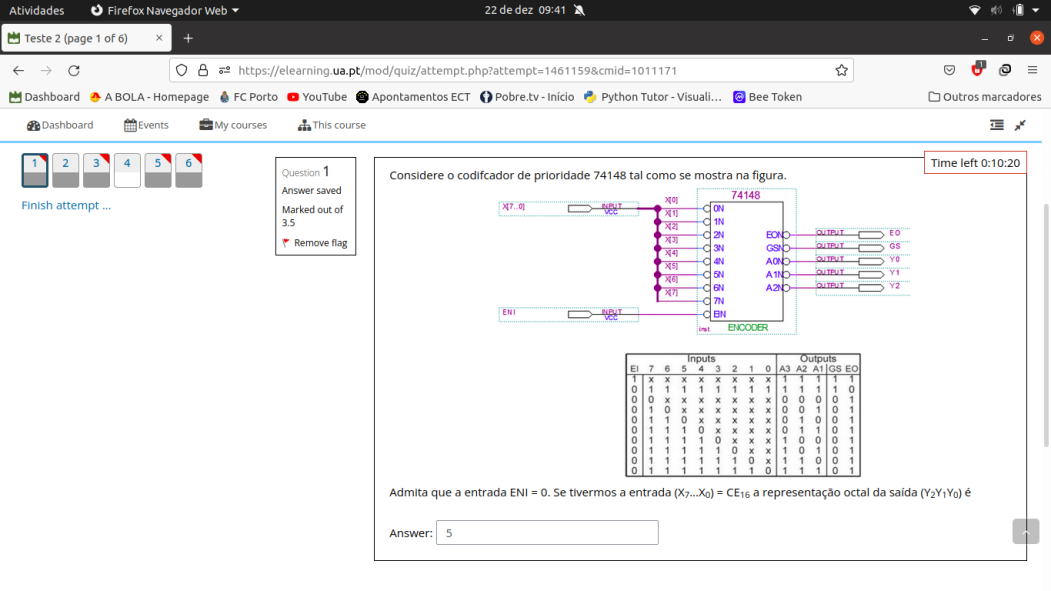 Atividades Firefox Navegador Web 22 de dez 09:41
Teste 2 (page 1 of 6) × +
https://elearning.ua.pt/mod/quiz/attempt.php?attempt=1461159&cmid=1011171 1
Dashboard A BOLA - Homepage FC Porto YouTube Apontamentos ECT Pobre.tv - Início Python Tutor - Visuali… Bee Token Outros marcadores
Dashboard Events My courses This course
1 2 3 4 5 6
Finish attempt ...
Question 1
Answer saved
Marked out of
3.5
Remove flag
Time left 0:10:20
Considere o codifcador de prioridade 74148 tal como se mostra na figura.
74148
X[7..0] INPUT VCC
X[0] 0N
X[1] 1N
X[2] 2N EON OUTPUT EO
X[3] 3N GSN OUTPUT GS
X[4] 4N A0N OUTPUT Y0
X[5] 5N A1N OUTPUT Y1
X[6] 6N A2N OUTPUT Y2
X[7] 7N
ENI INPUT VCC EIN
inst ENCODER
Inputs Outputs
EI 7 6 5 4 3 2 1 0 A3 A2 A1 GS EO
1 x x x x x x x x 1 1 1 1 1
0 1 1 1 1 1 1 1 1 1 1 1 1 0
0 0 x x x x x x x 0 0 0 0 1
0 1 0 x x x x x x 0 0 1 0 1
0 1 1 0 x x x x x 0 1 0 0 1
0 1 1 1 0 x x x x 0 1 1 0 1
0 1 1 1 1 0 x x x 1 0 0 0 1
0 1 1 1 1 1 0 x x 1 0 1 0 1
0 1 1 1 1 1 1 0 x 1 1 0 0 1
0 1 1 1 1 1 1 1 0 1 1 1 0 1
Admita que a entrada ENI = 0. Se tivermos a entrada (X₇...X₀) = CE₁₆ a representação octal da saída (Y₂Y₁Y₀) é
Answer: 5